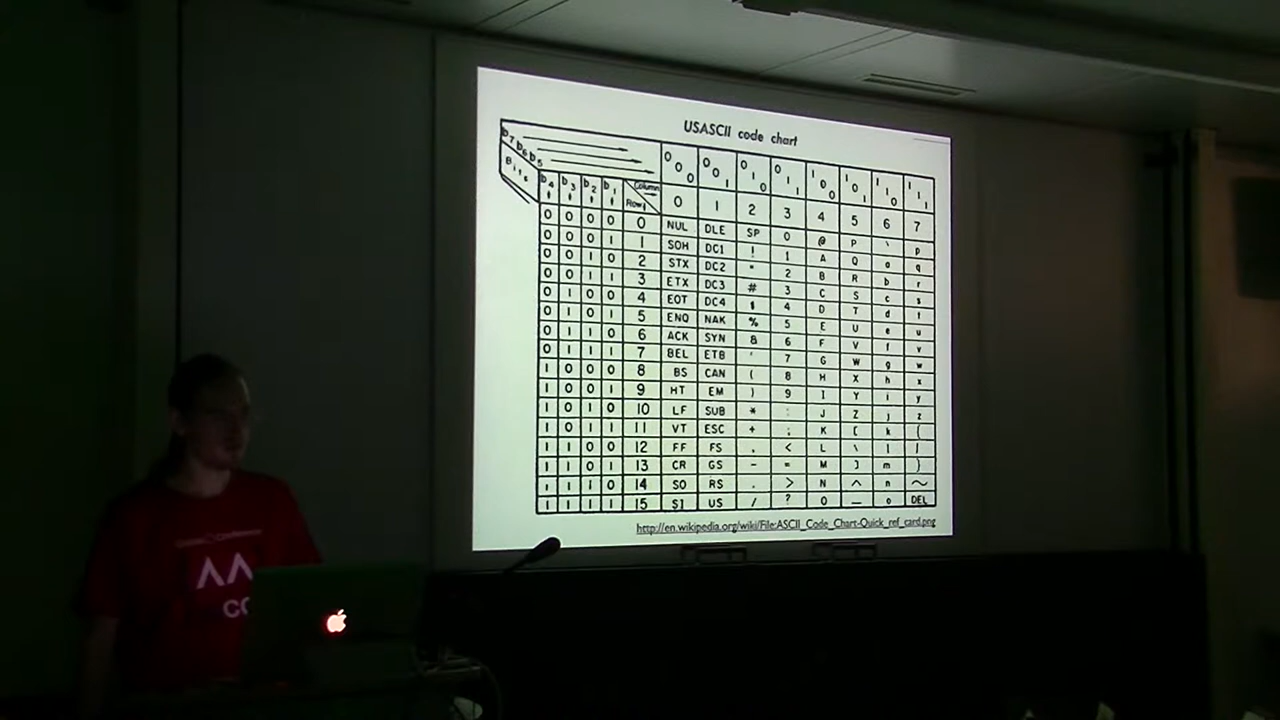 USASCII code chart
b7 b6 b5
0 0 0 0 0 1 0 1 0 0 1 1 1 0 0 1 0 1 1 1 0 1 1 1
Bits b4 b3 b2 b1 Column
Row 0 1 2 3 4 5 6 7
0 0 0 0 0 NUL DLE SP 0 @ P ` p
0 0 0 1 1 SOH DC1 ! 1 A Q a q
0 0 1 0 2 STX DC2 " 2 B R b r
0 0 1 1 3 ETX DC3 # 3 C S c s
0 1 0 0 4 EOT DC4 $ 4 D T d t
0 1 0 1 5 ENQ NAK % 5 E U e u
0 1 1 0 6 ACK SYN & 6 F V f v
0 1 1 1 7 BEL ETB ' 7 G W g w
1 0 0 0 8 BS CAN ( 8 H X h x
1 0 0 1 9 HT EM ) 9 I Y i y
1 0 1 0 10 LF SUB * : J Z j z
1 0 1 1 11 VT ESC + ; K [ k {
1 1 0 0 12 FF FS , < L \ l |
1 1 0 1 13 CR GS - = M ] m }
1 1 1 0 14 SO RS . > N ^ n ~
1 1 1 1 15 SI US / ? O _ o DEL
http://en.wikipedia.org/wiki/File:ASCII_Code_Chart-Quick_ref_card.png